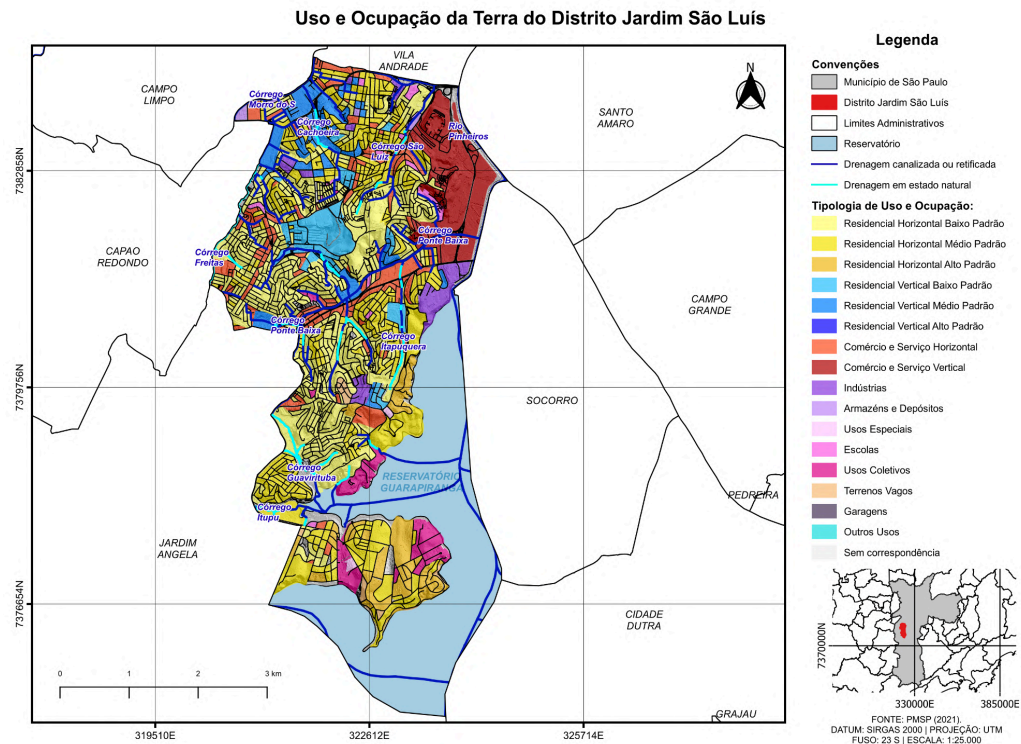 Uso e Ocupação da Terra do Distrito Jardim São Luís
VILA
ANDRADE
CAMPO
LIMPO
N
Córrego
Morro do S
Córrego
Cachoeira
Rio
Pinheiros
SANTO
AMARO
Córrego São
Luiz
7382858N
Córrego
Ponte Baixa
CAPAO
REDONDO
Córrego
Freitas
CAMPO
GRANDE
Córrego
Ponte Baixa
Córrego
Itapuquera
7379756N
SOCORRO
Córrego
Guavirituba
RESERVATÓRIO
GUARAPIRANGA
PEDREIRA
Córrego
Itupu
JARDIM
ANGELA
7376654N
CIDADE
DUTRA
0 1 2 3 km
GRAJAU
319510E 322612E 325714E
Legenda
Convenções
Município de São Paulo
Distrito Jardim São Luís
Limites Administrativos
Reservatório
Drenagem canalizada ou retificada
Drenagem em estado natural
Tipologia de Uso e Ocupação:
Residencial Horizontal Baixo Padrão
Residencial Horizontal Médio Padrão
Residencial Horizontal Alto Padrão
Residencial Vertical Baixo Padrão
Residencial Vertical Médio Padrão
Residencial Vertical Alto Padrão
Comércio e Serviço Horizontal
Comércio e Serviço Vertical
Indústrias
Armazéns e Depósitos
Usos Especiais
Escolas
Usos Coletivos
Terrenos Vagos
Garagens
Outros Usos
Sem correspondência
7370000N
330000E 385000E
FONTE: PMSP (2021).
DATUM: SIRGAS 2000 | PROJEÇÃO: UTM
FUSO: 23 S | ESCALA: 1:25.000